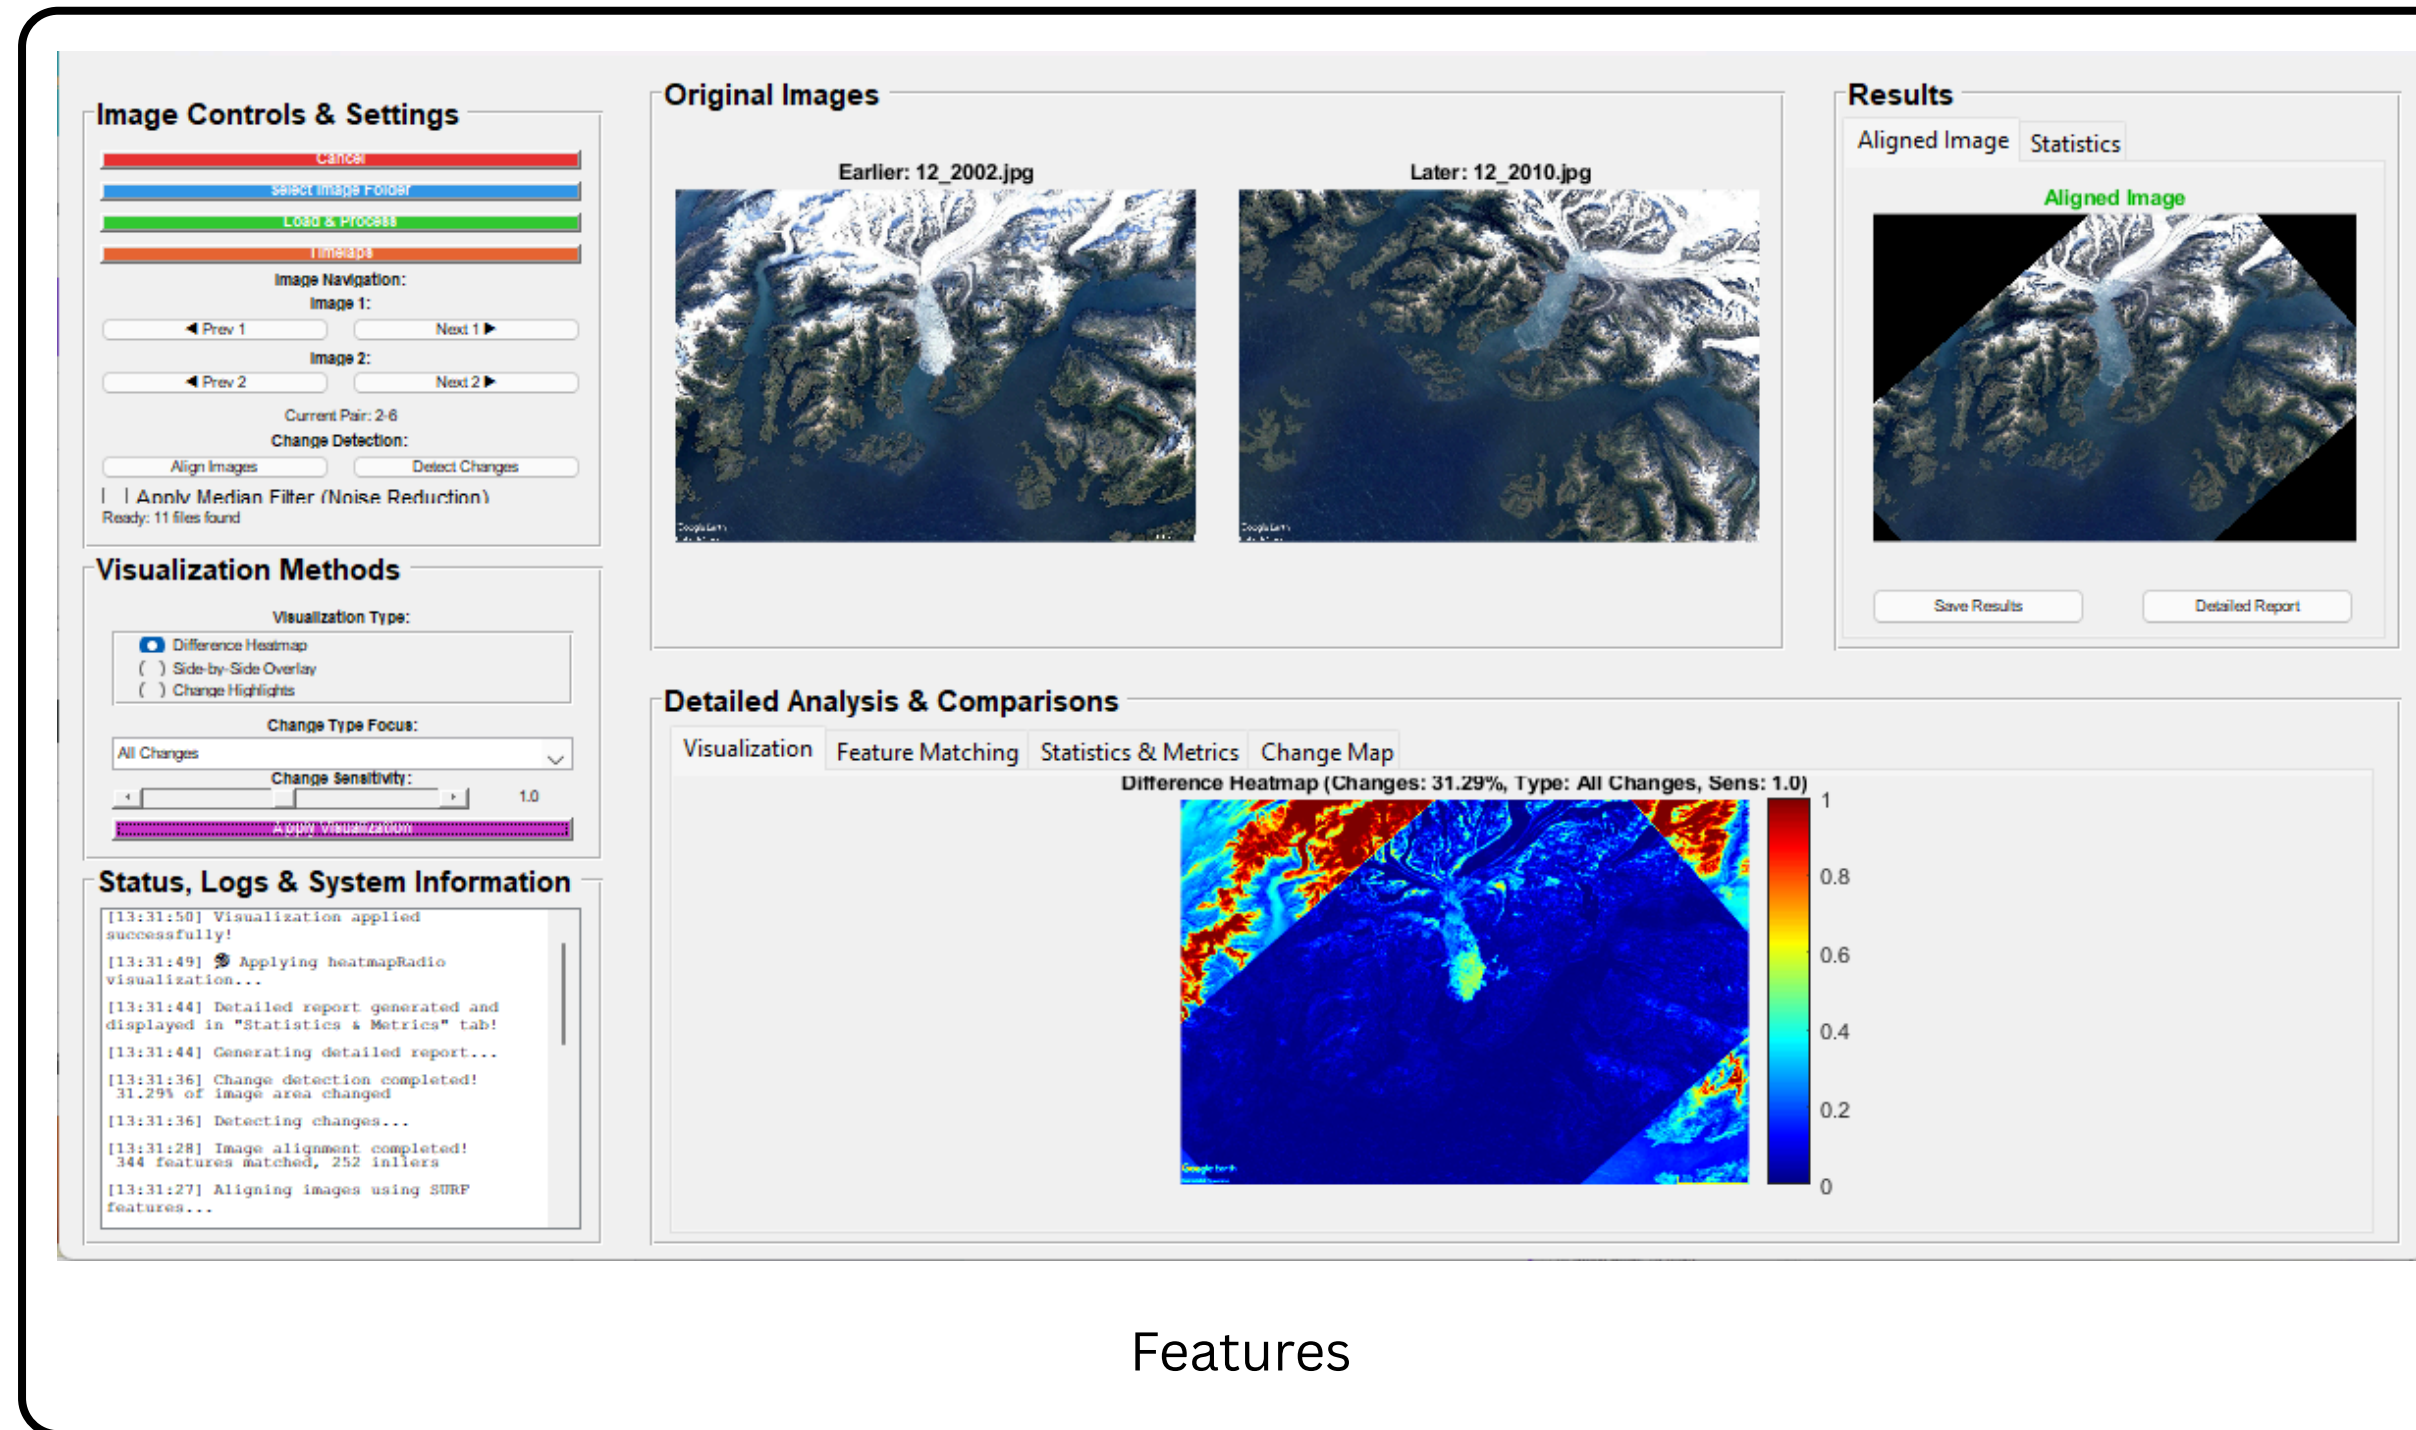 Image Controls & Settings
Cancel
Select Image Folder
Load & Process
Timelaps
Image Navigation:
Image 1:
◀ Prev 1
Next 1 ▶
Image 2:
◀ Prev 2
Next 2 ▶
Current Pair: 2-6
Change Detection:
Align Images
Detect Changes
Apply Median Filter (Noise Reduction)
Ready: 11 files found
Visualization Methods
Visualization Type:
Difference Heatmap
Side-by-Side Overlay
Change Highlights
Change Type Focus:
All Changes
Change Sensitivity:
1.0
Apply Visualization
Status, Logs & System Information
[13:31:50] Visualization applied
successfully!
[13:31:49] Applying heatmapRadio
visualization...
[13:31:44] Detailed report generated and
displayed in "Statistics & Metrics" tab!
[13:31:44] Generating detailed report...
[13:31:36] Change detection completed!
31.29% of image area changed
[13:31:36] Detecting changes...
[13:31:28] Image alignment completed!
344 features matched, 252 inliers
[13:31:27] Aligning images using SURF
features...
Original Images
Earlier: 12_2002.jpg
Google Earth
Later: 12_2010.jpg
Google Earth
Results
Aligned Image
Statistics
Aligned Image
Save Results
Detailed Report
Detailed Analysis & Comparisons
Visualization
Feature Matching
Statistics & Metrics
Change Map
Difference Heatmap (Changes: 31.29%, Type: All Changes, Sens: 1.0)
Google Earth
1
0.8
0.6
0.4
0.2
0
Features